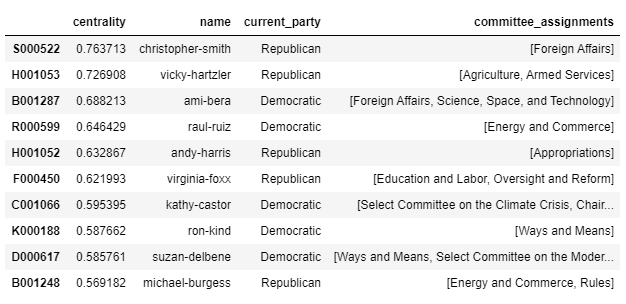 centrality name current_party committee_assignments
S000522 0.763713 christopher-smith Republican [Foreign Affairs]
H001053 0.726908 vicky-hartzler Republican [Agriculture, Armed Services]
B001287 0.688213 ami-bera Democratic [Foreign Affairs, Science, Space, and Technology]
R000599 0.646429 raul-ruiz Democratic [Energy and Commerce]
H001052 0.632867 andy-harris Republican [Appropriations]
F000450 0.621993 virginia-foxx Republican [Education and Labor, Oversight and Reform]
C001066 0.595395 kathy-castor Democratic [Select Committee on the Climate Crisis, Chair...
K000188 0.587662 ron-kind Democratic [Ways and Means]
D000617 0.585761 suzan-delbene Democratic [Ways and Means, Select Committee on the Moder...
B001248 0.569182 michael-burgess Republican [Energy and Commerce, Rules]